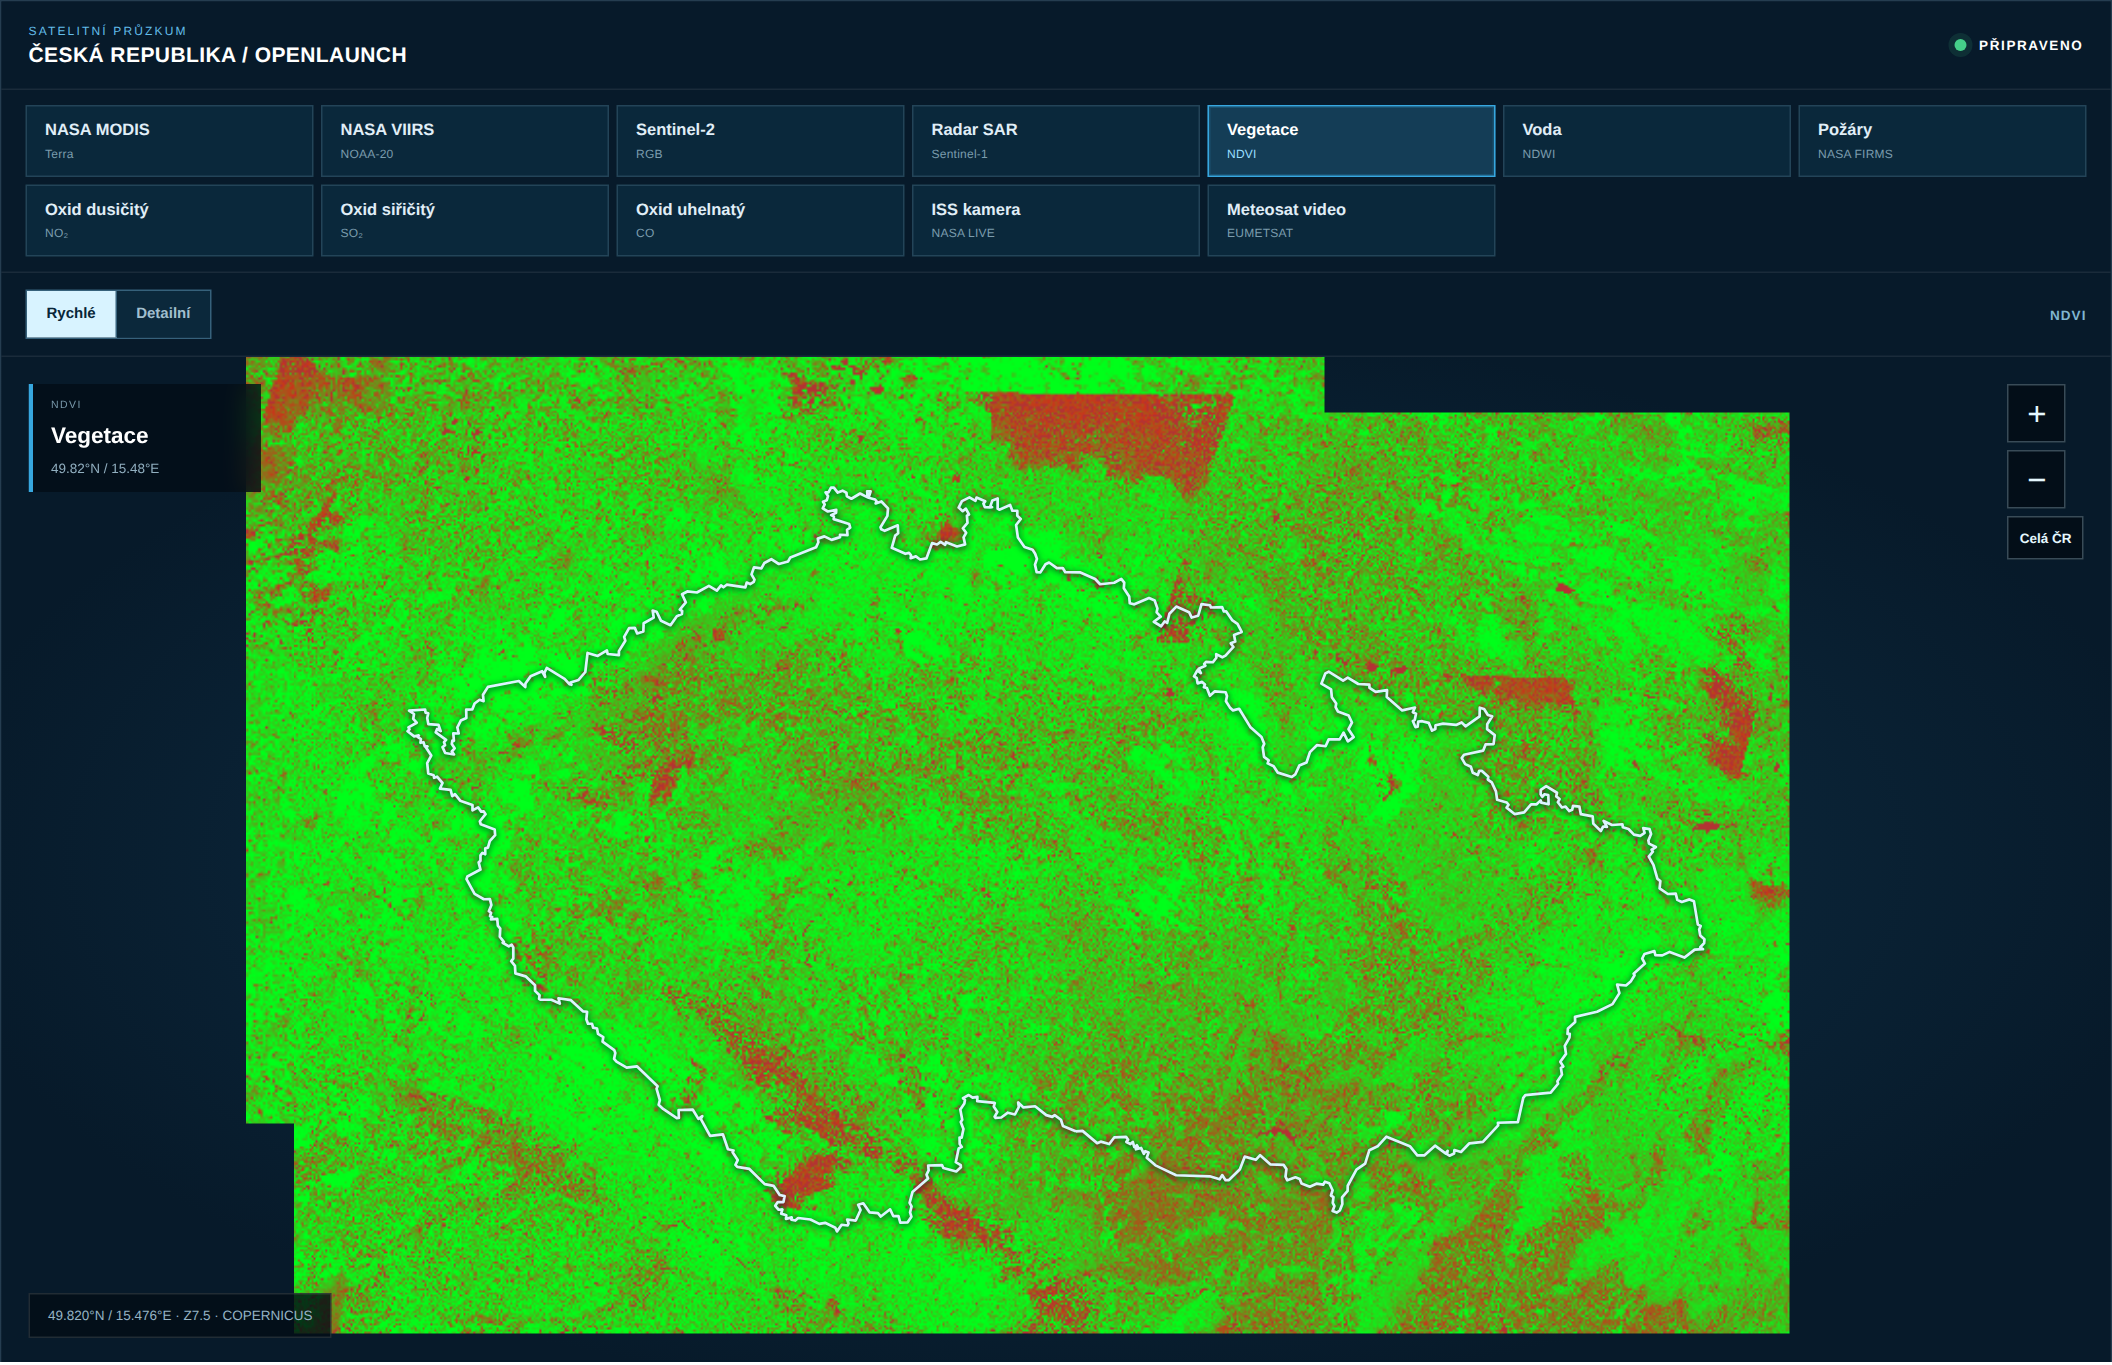 SATELITNÍ PRŮZKUM
ČESKÁ REPUBLIKA / OPENLAUNCH
PŘIPRAVENO
NASA MODIS
Terra
NASA VIIRS
NOAA-20
Sentinel-2
RGB
Radar SAR
Sentinel-1
Vegetace
NDVI
Voda
NDWI
Požáry
NASA FIRMS
Oxid dusičitý
NO₂
Oxid siřičitý
SO₂
Oxid uhelnatý
CO
ISS kamera
NASA LIVE
Meteosat video
EUMETSAT
Rychlé
Detailní
NDVI
NDVI
Vegetace
49.82°N / 15.48°E
+
−
Celá ČR
49.820°N / 15.476°E · Z7.5 · COPERNICUS